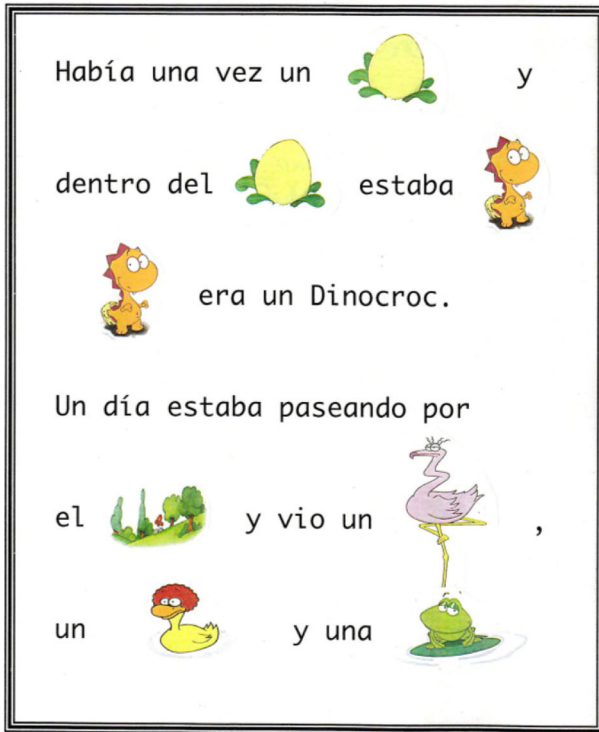 Había una vez un y
dentro del estaba
era un Dinocroc.
Un día estaba paseando por
el y vio un ,
un y una